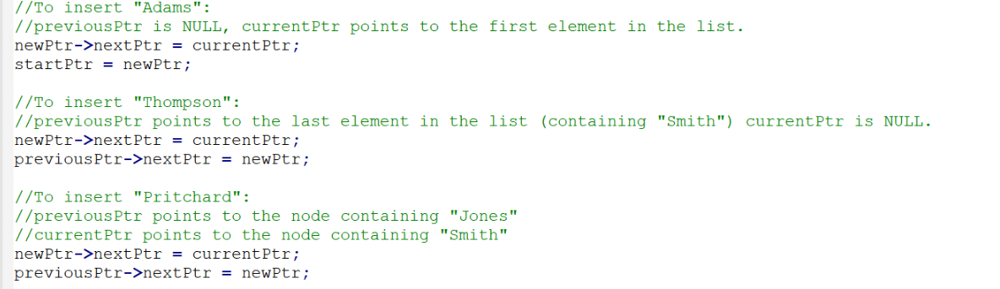 //To insert "Adams":
//previousPtr is NULL, currentPtr points to the first element in the list.
newPtr->nextPtr = currentPtr;
startPtr = newPtr;
//To insert "Thompson":
//previousPtr points to the last element in the list (containing "Smith") currentPtr is NULL.
newPtr->nextPtr = currentPtr;
previousPtr->nextPtr = newPtr;
//To insert "Pritchard":
//previousPtr points to the node containing "Jones"
//currentPtr points to the node containing "Smith"
newPtr->nextPtr = currentPtr;
previousPtr->nextPtr = newPtr;